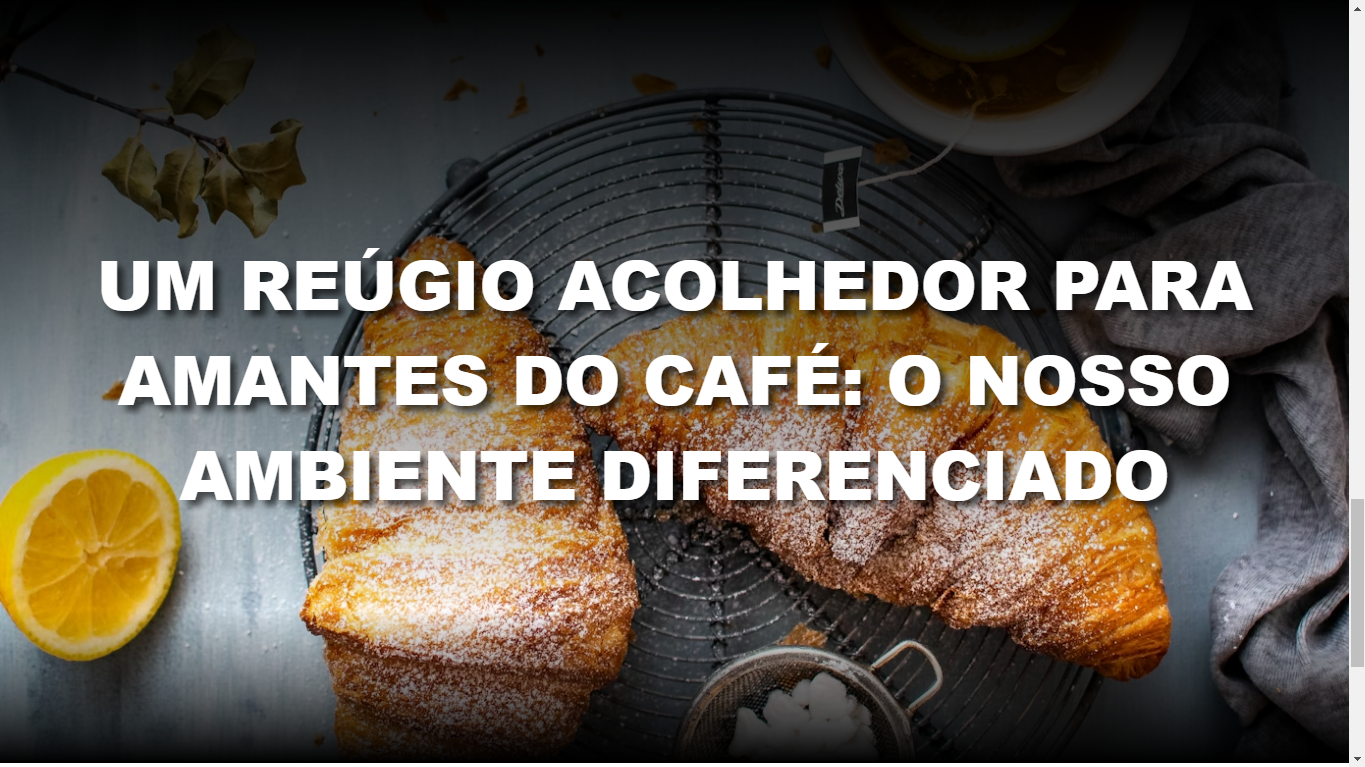 UM REÚGIO ACOLHEDOR PARA
AMANTES DO CAFÉ: O NOSSO
AMBIENTE DIFERENCIADO